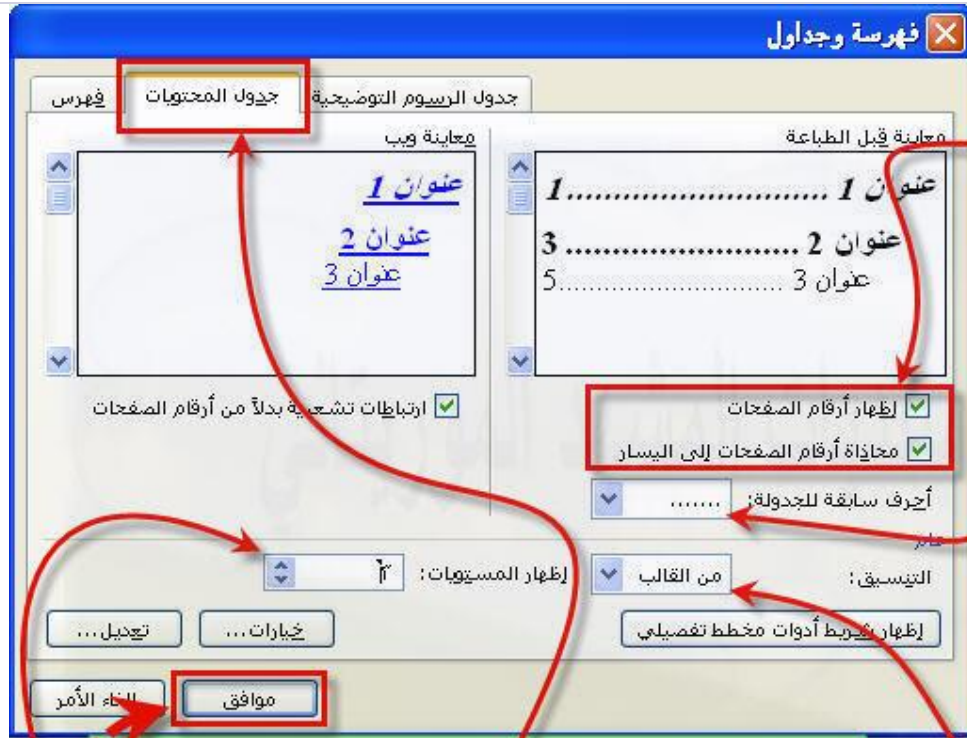 فهرسة وجداول
جدول الرسوم التوضيحية
جدول المحتويات
فهرس
معاينة قبل الطباعة
عنوان 1 ...........................1
عنوان 2 ........................ 3
عنوان 3 ..............................5
معاينة ويب
عنوان 1
عنوان 2
عنوان 3
إظهار أرقام الصفحات
محاذاة أرقام الصفحات إلى اليسار
أحرف سابقة للجدولة: .......
ارتباطات تشعبية بدلاً من أرقام الصفحات
عام
التنسيق: من القالب
إظهار المستويات: ٣
إظهار شريط أدوات مخطط تفصيلي
خيارات...
تعديل...
موافق
إلغاء الأمر